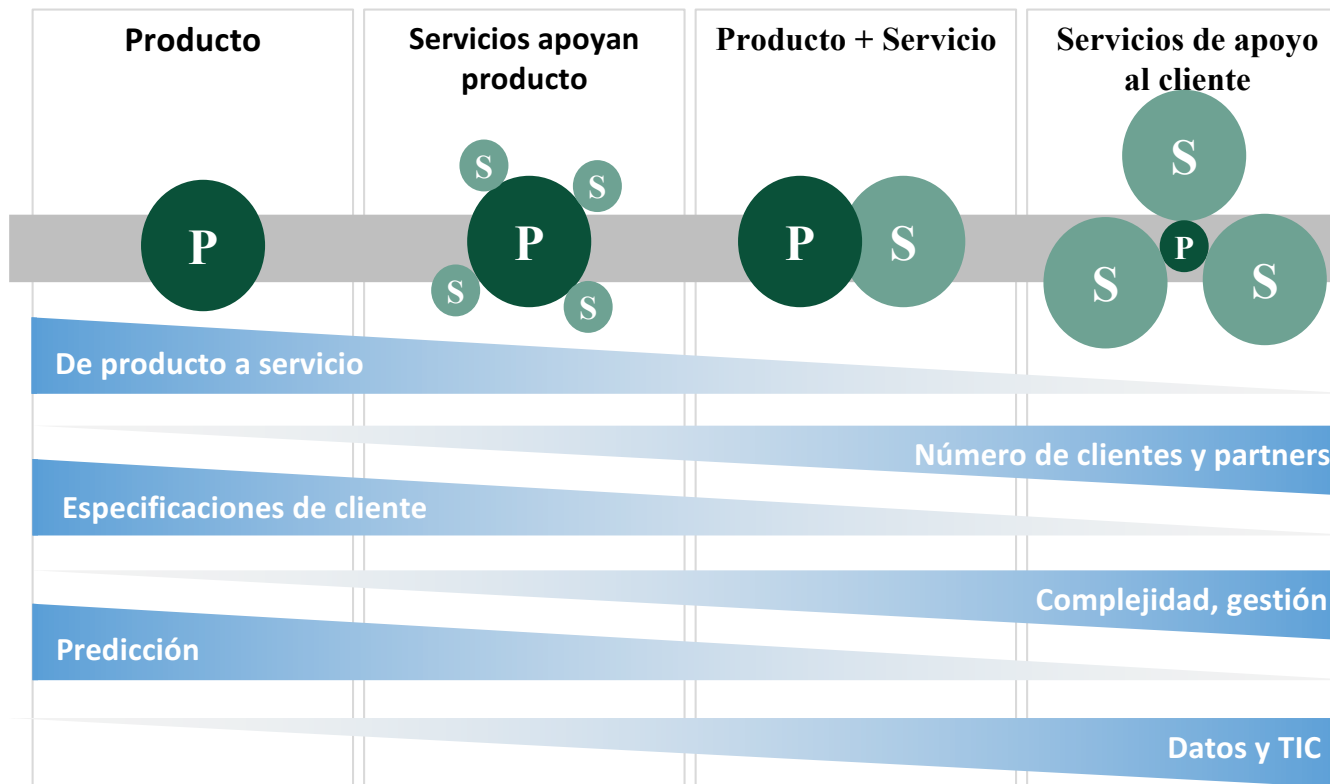 Producto
Servicios apoyan
producto
Producto + Servicio
Servicios de apoyo
al cliente
P
S
S
P
S
S
P
S
S
P
S
S
De producto a servicio
Número de clientes y partners
Especificaciones de cliente
Complejidad, gestión
Predicción
Datos y TIC